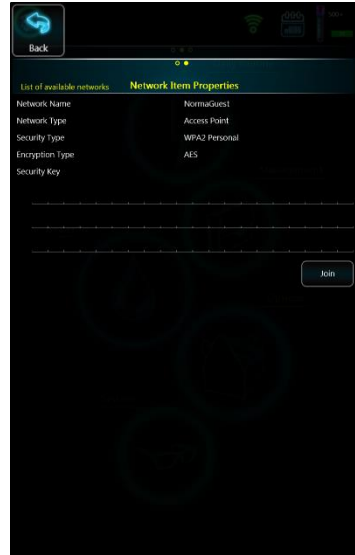 Back
List of available networks Network Item Properties
Network Name NormaGuest
Network Type Access Point
Security Type WPA2 Personal
Encryption Type AES
Security Key
Join